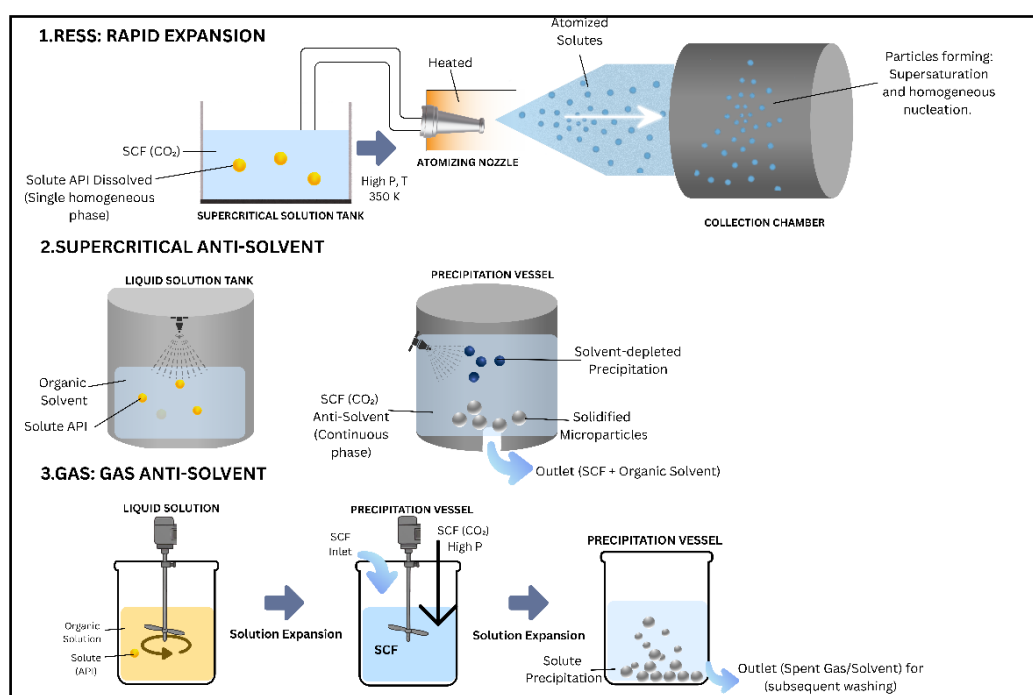 1.RESS: RAPID EXPANSION
Atomized
Solutes
Heated
Particles forming:
Supersaturation
and homogeneous
nucleation.
SCF (CO₂)
Solute API Dissolved
(Single homogeneous
phase)
High P, T
350 K
ATOMIZING NOZZLE
SUPERCRITICAL SOLUTION TANK
COLLECTION CHAMBER
2.SUPERCRITICAL ANTI-SOLVENT
LIQUID SOLUTION TANK
PRECIPITATION VESSEL
Organic
Solvent
Solute API
Solvent-depleted
Precipitation
SCF (CO₂)
Anti-Solvent
(Continuous
phase)
Solidified
Microparticles
Outlet (SCF + Organic Solvent)
3.GAS: GAS ANTI-SOLVENT
LIQUID SOLUTION
PRECIPITATION VESSEL
PRECIPITATION VESSEL
SCF
Inlet
SCF (CO₂)
High P
Organic
Solution
Solute
(API)
Solution Expansion
SCF
Solution Expansion
Solute
Precipitation
Outlet (Spent Gas/Solvent) for
(subsequent washing)